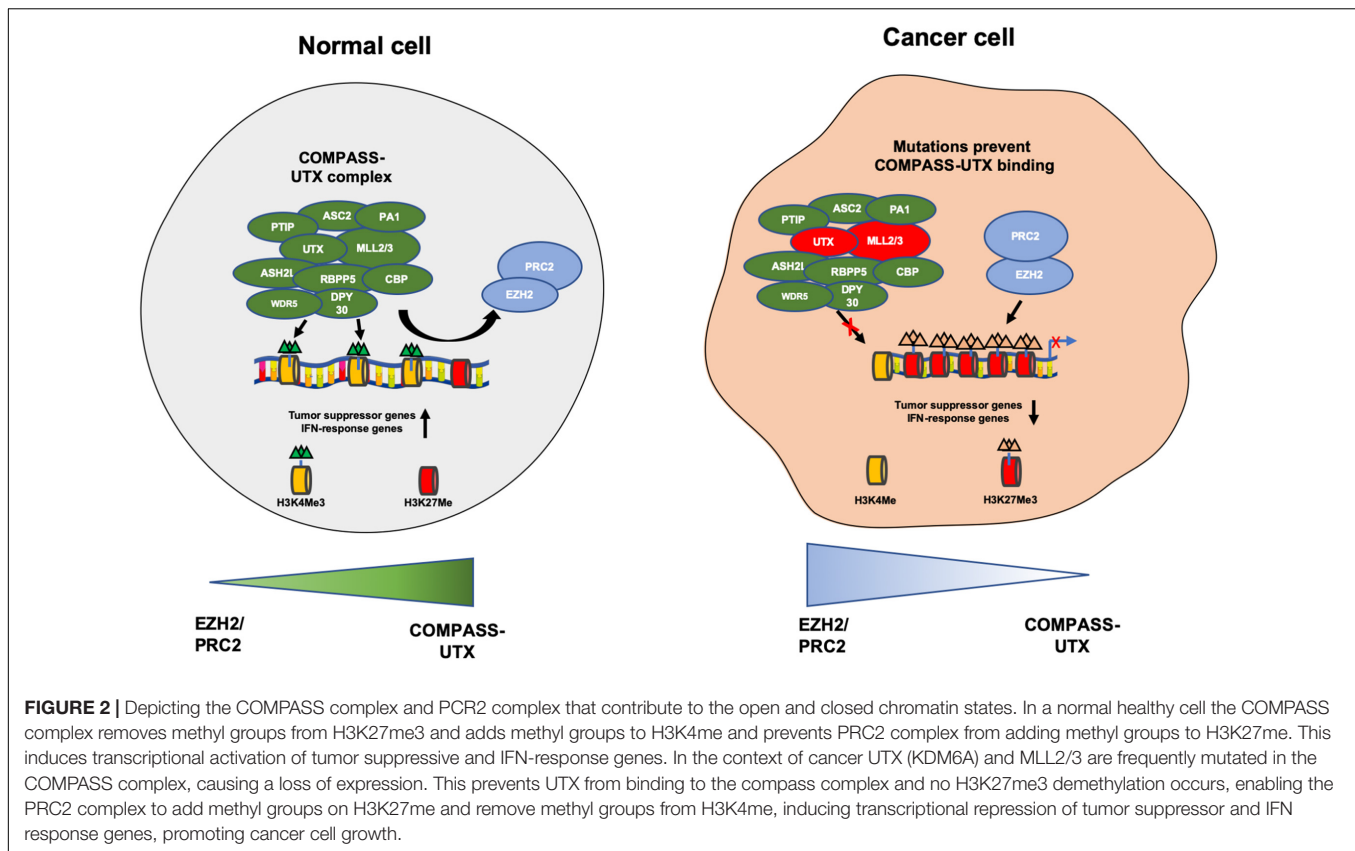 Normal cell
COMPASS-
UTX complex
ASC2
PA1
PTIP
UTX
MLL2/3
ASH2L
RBPP5
CBP
WDR5
DPY
30
PRC2
EZH2
Tumor suppressor genes
IFN-response genes
H3K4Me3
H3K27Me
EZH2/
PRC2
COMPASS-
UTX
Cancer cell
Mutations prevent
COMPASS-UTX binding
ASC2
PA1
PTIP
UTX
MLL2/3
ASH2L
RBPP5
CBP
WDR5
DPY
30
PRC2
EZH2
X
Tumor suppressor genes
IFN-response genes
H3K4Me
H3K27Me3
EZH2/
PRC2
COMPASS-
UTX
FIGURE 2 | Depicting the COMPASS complex and PCR2 complex that contribute to the open and closed chromatin states. In a normal healthy cell the COMPASS
complex removes methyl groups from H3K27me3 and adds methyl groups to H3K4me and prevents PRC2 complex from adding methyl groups to H3K27me. This
induces transcriptional activation of tumor suppressive and IFN-response genes. In the context of cancer UTX (KDM6A) and MLL2/3 are frequently mutated in the
COMPASS complex, causing a loss of expression. This prevents UTX from binding to the compass complex and no H3K27me3 demethylation occurs, enabling the
PRC2 complex to add methyl groups on H3K27me and remove methyl groups from H3K4me, inducing transcriptional repression of tumor suppressor and IFN
response genes, promoting cancer cell growth.